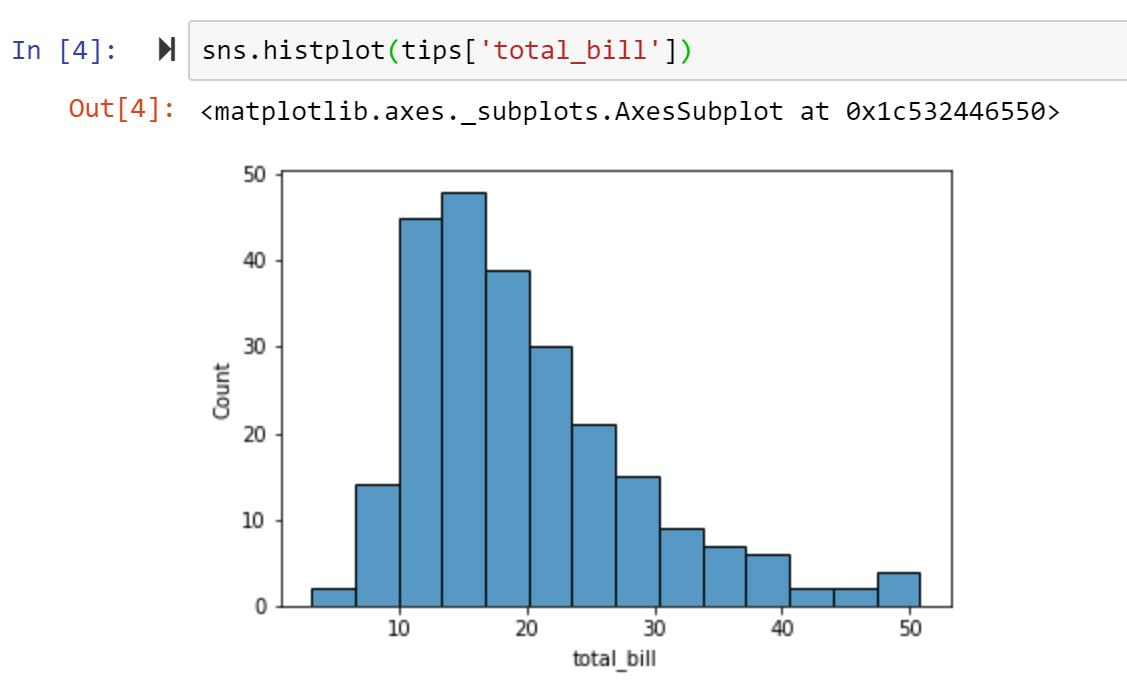 In [4]: sns.histplot(tips['total_bill'])
Out[4]: <matplotlib.axes._subplots.AxesSubplot at 0x1c532446550>
50
40
30
20
10
0
Count
10 20 30 40 50
total_bill